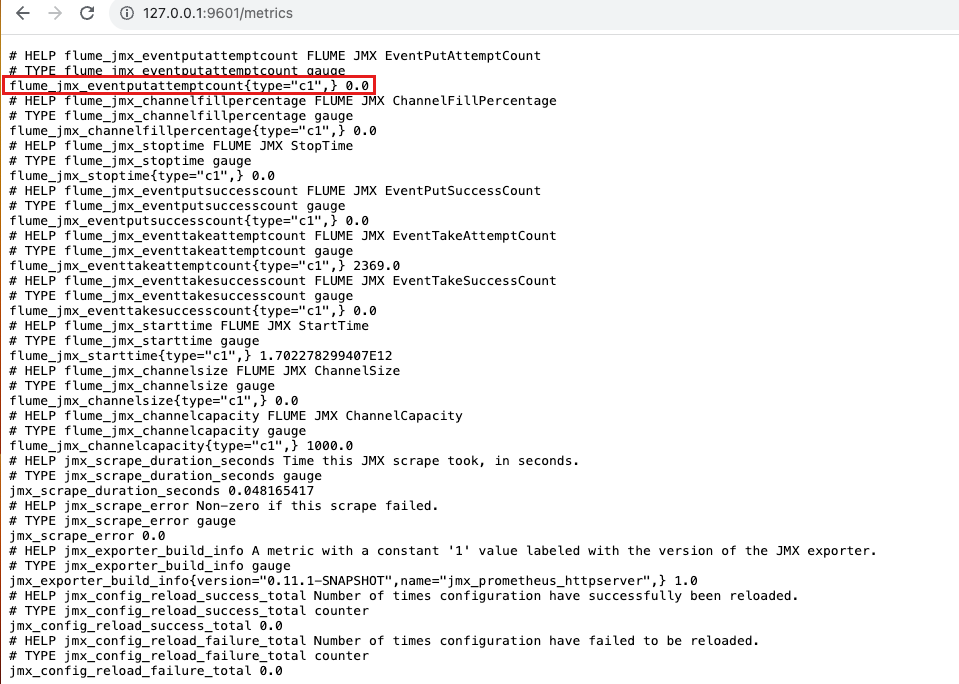 127.0.0.1:9601/metrics
# HELP flume_jmx_eventputattemptcount FLUME JMX EventPutAttemptCount
# TYPE flume_jmx_eventputattemptcount gauge
flume_jmx_eventputattemptcount{type="c1",} 0.0
# HELP flume_jmx_channelfillpercentage FLUME JMX ChannelFillPercentage
# TYPE flume_jmx_channelfillpercentage gauge
flume_jmx_channelfillpercentage{type="c1",} 0.0
# HELP flume_jmx_stoptime FLUME JMX StopTime
# TYPE flume_jmx_stoptime gauge
flume_jmx_stoptime{type="c1",} 0.0
# HELP flume_jmx_eventputsuccesscount FLUME JMX EventPutSuccessCount
# TYPE flume_jmx_eventputsuccesscount gauge
flume_jmx_eventputsuccesscount{type="c1",} 0.0
# HELP flume_jmx_eventtakeattemptcount FLUME JMX EventTakeAttemptCount
# TYPE flume_jmx_eventtakeattemptcount gauge
flume_jmx_eventtakeattemptcount{type="c1",} 2369.0
# HELP flume_jmx_eventtakesuccesscount FLUME JMX EventTakeSuccessCount
# TYPE flume_jmx_eventtakesuccesscount gauge
flume_jmx_eventtakesuccesscount{type="c1",} 0.0
# HELP flume_jmx_starttime FLUME JMX StartTime
# TYPE flume_jmx_starttime gauge
flume_jmx_starttime{type="c1",} 1.702278299407E12
# HELP flume_jmx_channelsize FLUME JMX ChannelSize
# TYPE flume_jmx_channelsize gauge
flume_jmx_channelsize{type="c1",} 0.0
# HELP flume_jmx_channelcapacity FLUME JMX ChannelCapacity
# TYPE flume_jmx_channelcapacity gauge
flume_jmx_channelcapacity{type="c1",} 1000.0
# HELP jmx_scrape_duration_seconds Time this JMX scrape took, in seconds.
# TYPE jmx_scrape_duration_seconds gauge
jmx_scrape_duration_seconds 0.048165417
# HELP jmx_scrape_error Non-zero if this scrape failed.
# TYPE jmx_scrape_error gauge
jmx_scrape_error 0.0
# HELP jmx_exporter_build_info A metric with a constant '1' value labeled with the version of the JMX exporter.
# TYPE jmx_exporter_build_info gauge
jmx_exporter_build_info{version="0.11.1-SNAPSHOT",name="jmx_prometheus_httpserver",} 1.0
# HELP jmx_config_reload_success_total Number of times configuration have successfully been reloaded.
# TYPE jmx_config_reload_success_total counter
jmx_config_reload_success_total 0.0
# HELP jmx_config_reload_failure_total Number of times configuration have failed to be reloaded.
# TYPE jmx_config_reload_failure_total counter
jmx_config_reload_failure_total 0.0